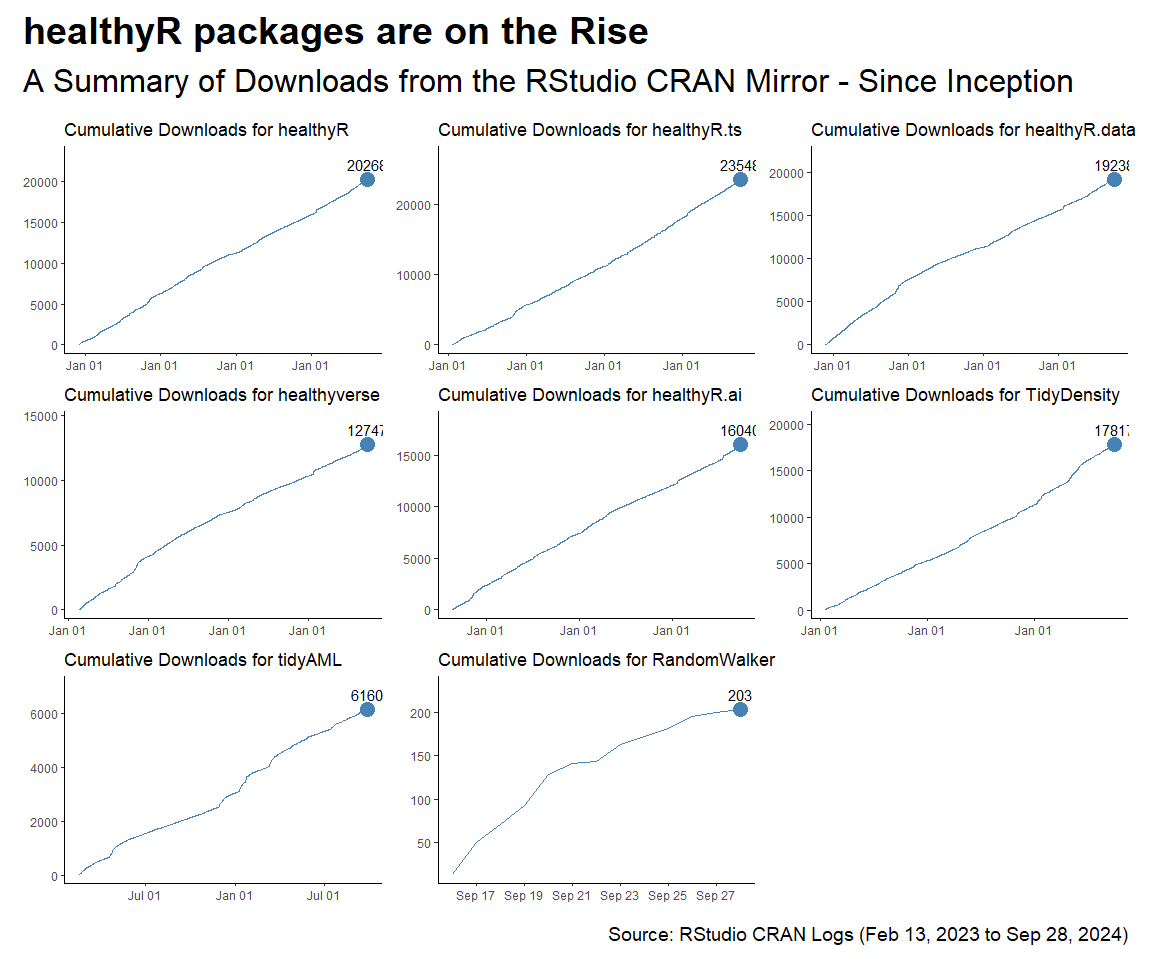 healthyR packages are on the Rise
A Summary of Downloads from the RStudio CRAN Mirror - Since Inception
Cumulative Downloads for healthyR
20268
20000
15000
10000
5000
0
Jan 01 Jan 01 Jan 01 Jan 01
Cumulative Downloads for healthyR.ts
23548
20000
10000
0
Jan 01 Jan 01 Jan 01 Jan 01
Cumulative Downloads for healthyR.data
19238
20000
15000
10000
5000
0
Jan 01 Jan 01 Jan 01 Jan 01
Cumulative Downloads for healthyverse
12747
15000
10000
5000
0
Jan 01 Jan 01 Jan 01 Jan 01
Cumulative Downloads for healthyR.ai
16040
15000
10000
5000
0
Jan 01 Jan 01 Jan 01
Cumulative Downloads for TidyDensity
17817
20000
15000
10000
5000
0
Jan 01 Jan 01 Jan 01
Cumulative Downloads for tidyAML
6160
6000
4000
2000
0
Jul 01 Jan 01 Jul 01
Cumulative Downloads for RandomWalker
203
200
150
100
50
Sep 17 Sep 19 Sep 21 Sep 23 Sep 25 Sep 27
Source: RStudio CRAN Logs (Feb 13, 2023 to Sep 28, 2024)